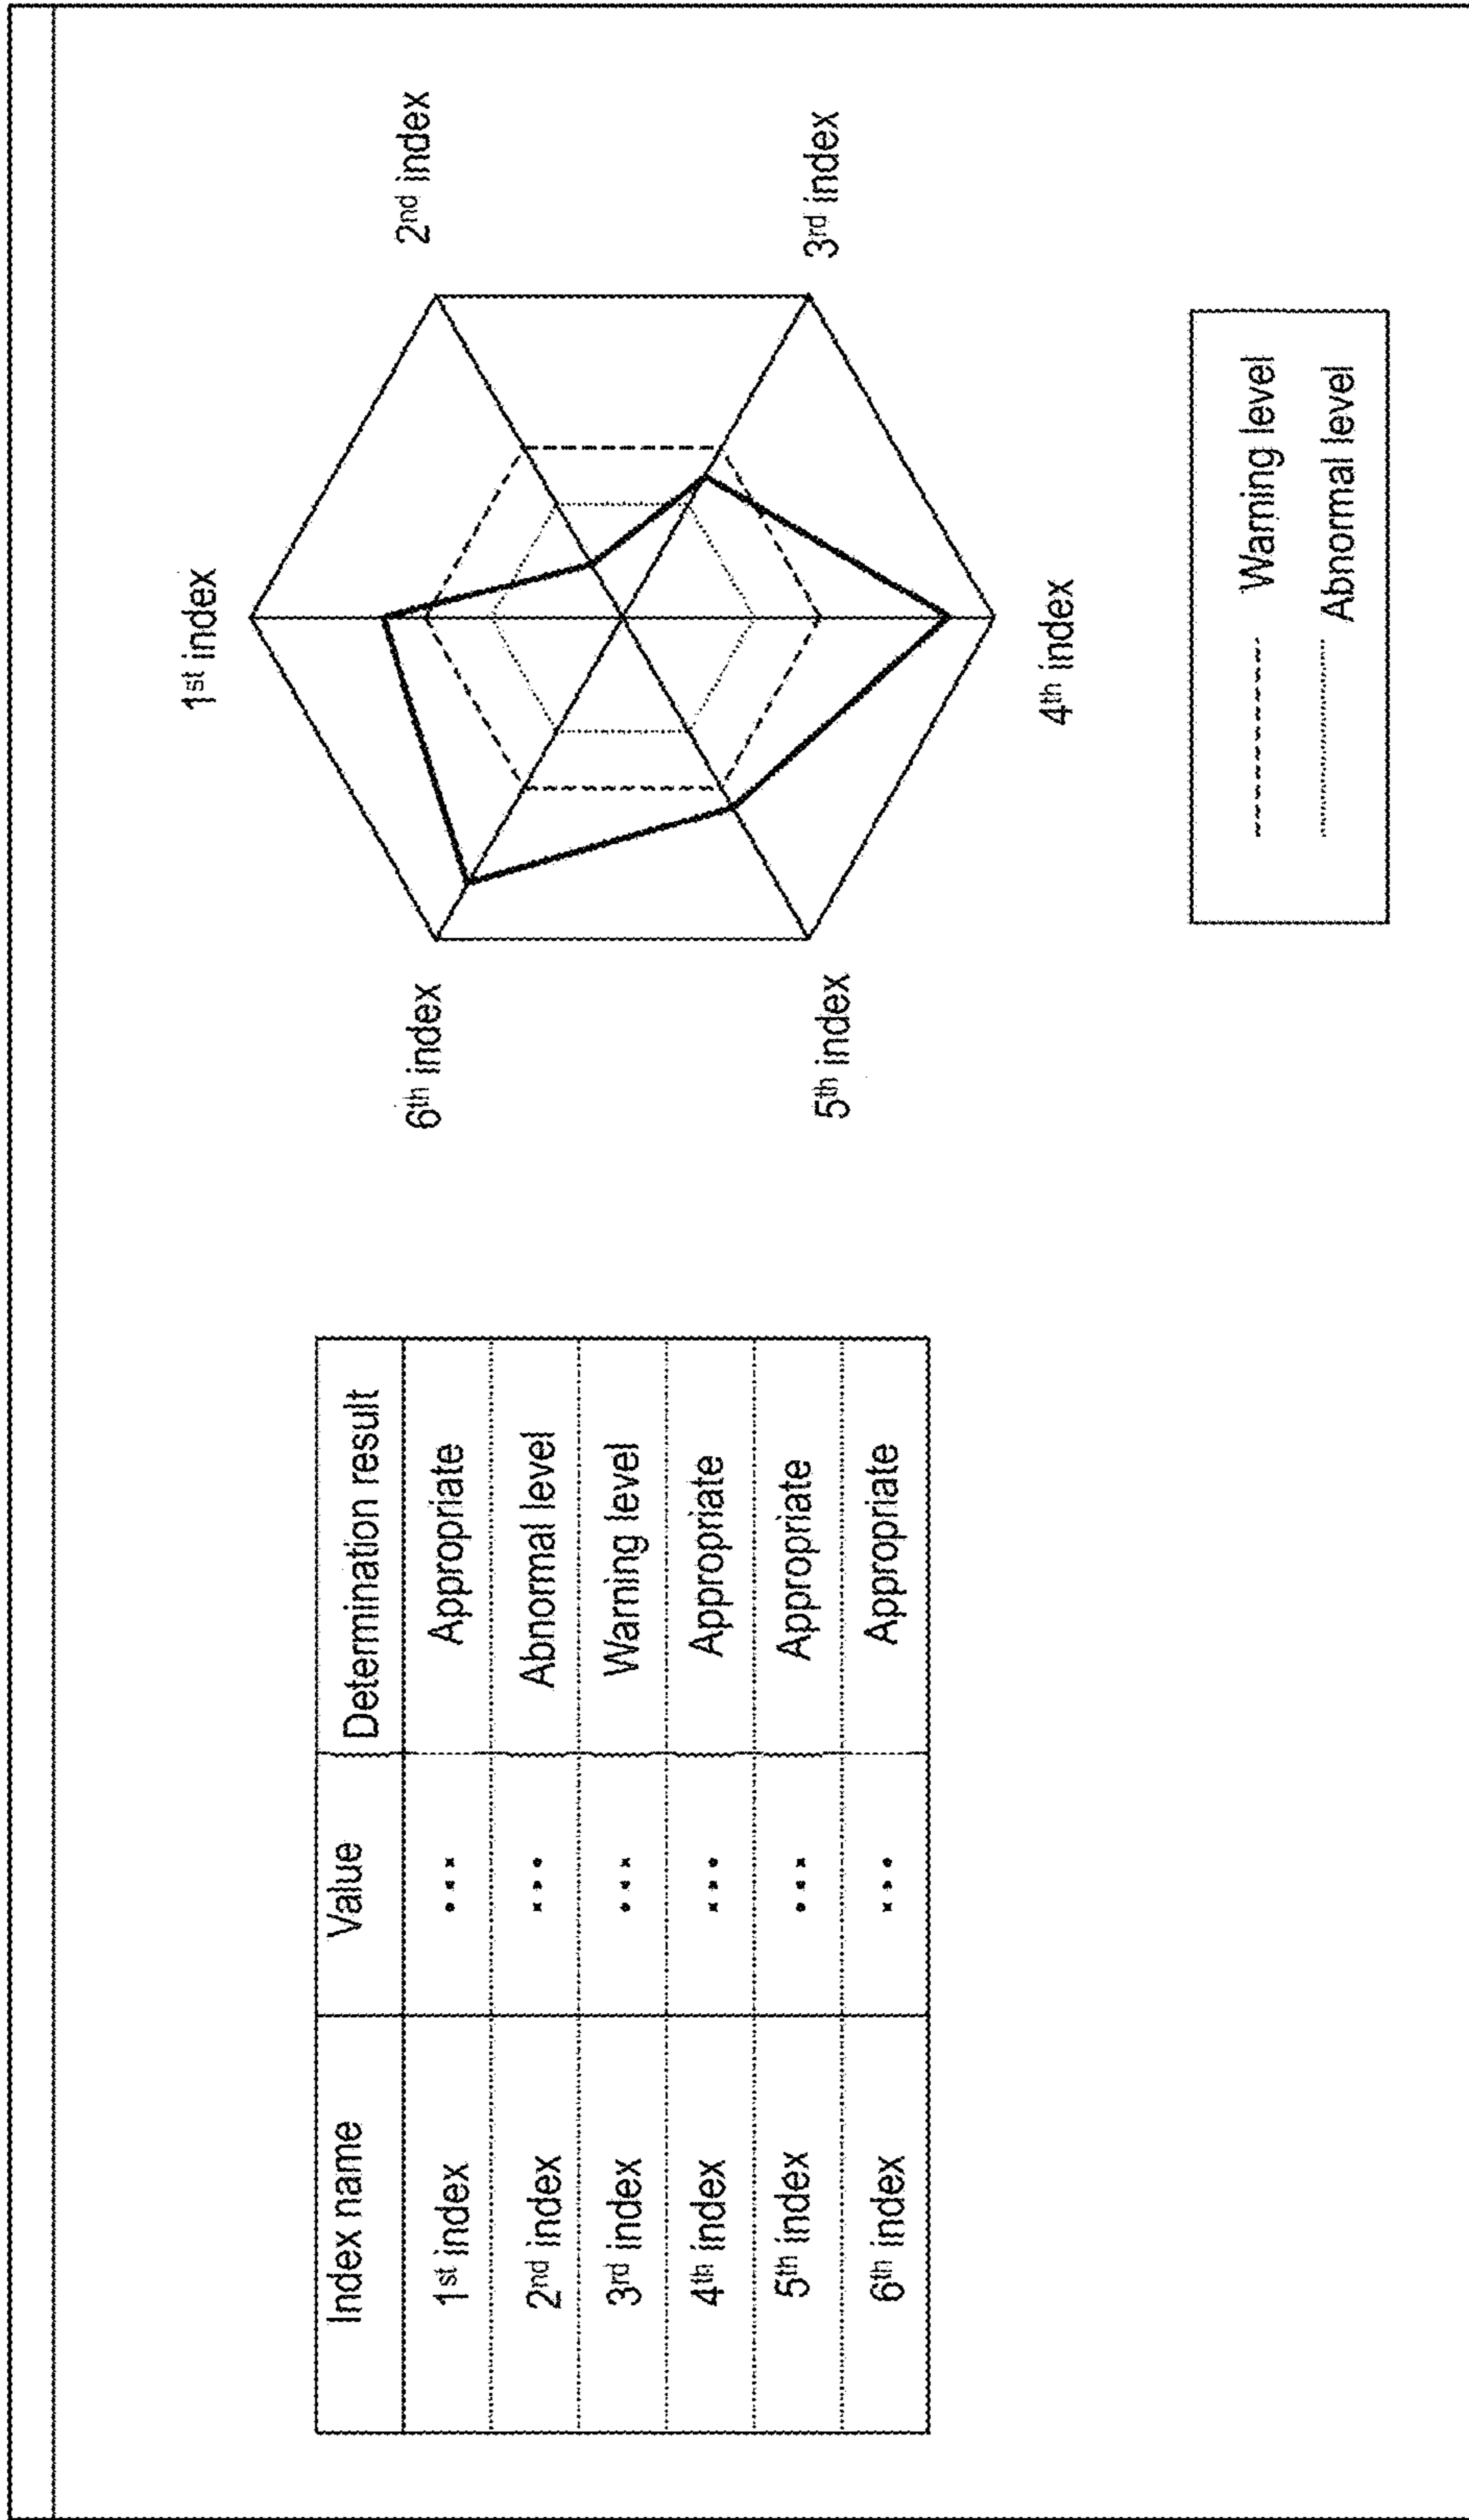 Index name Value Determination result
1st index ... Appropriate
2nd index ... Abnormal level
3rd index ... Warning level
4th index ... Appropriate
5th index ... Appropriate
6th index ... Appropriate
1st index
2nd index
3rd index
4th index
5th index
6th index
Warning level
Abnormal level